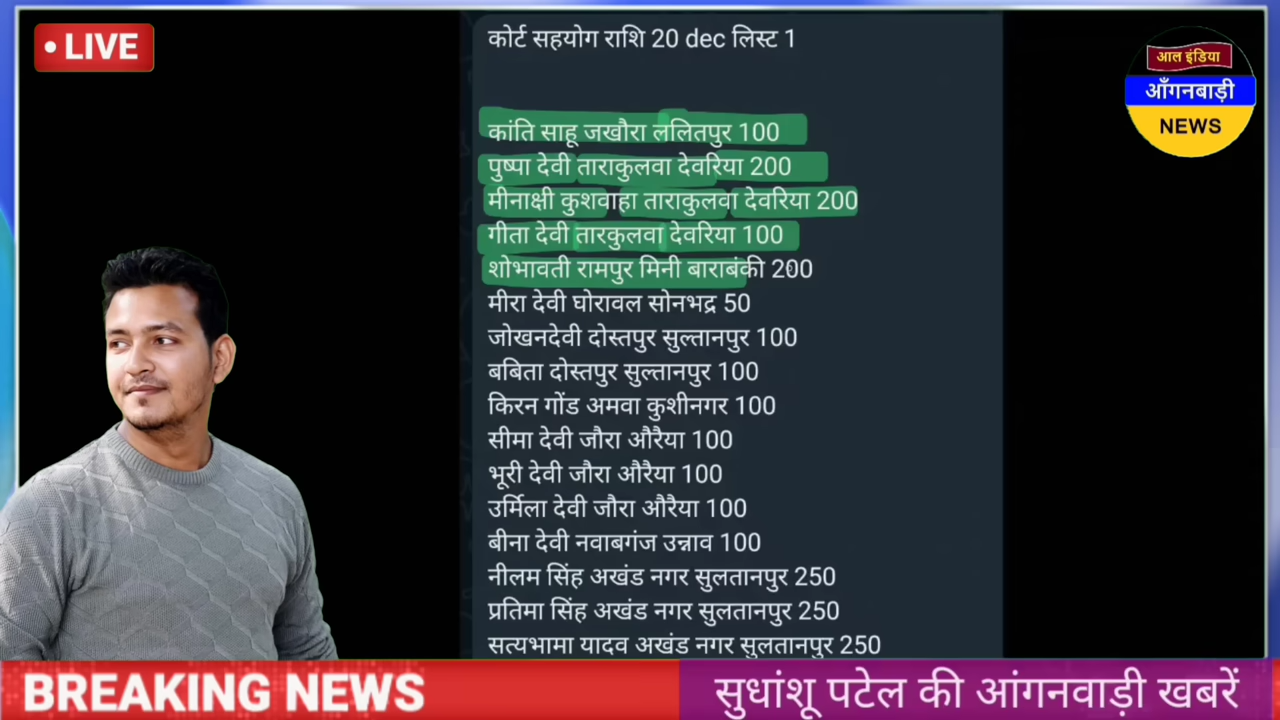 • LIVE
कोर्ट सहयोग राशि 20 dec लिस्ट 1
आल इंडिया
आँगनबाड़ी
NEWS
कांति साहू जखौरा ललितपुर 100
पुष्पा देवी ताराकुलवा देवरिया 200
मीनाक्षी कुशवाहा ताराकुलवा देवरिया 200
गीता देवी तारकुलवा देवरिया 100
शोभावती रामपुर मिनी बाराबंकी 200
मीरा देवी घोरावल सोनभद्र 50
जोखनदेवी दोस्तपुर सुल्तानपुर 100
बबिता दोस्तपुर सुल्तानपुर 100
किरन गोंड अमवा कुशीनगर 100
सीमा देवी जौरा औरैया 100
भूरी देवी जौरा औरैया 100
उर्मिला देवी जौरा औरैया 100
बीना देवी नवाबगंज उन्नाव 100
नीलम सिंह अखंड नगर सुलतानपुर 250
प्रतिमा सिंह अखंड नगर सुलतानपुर 250
सत्यभामा यादव अखंड नगर सुलतानपुर 250
BREAKING NEWS
सुधांशू पटेल की आंगनवाड़ी खबरें